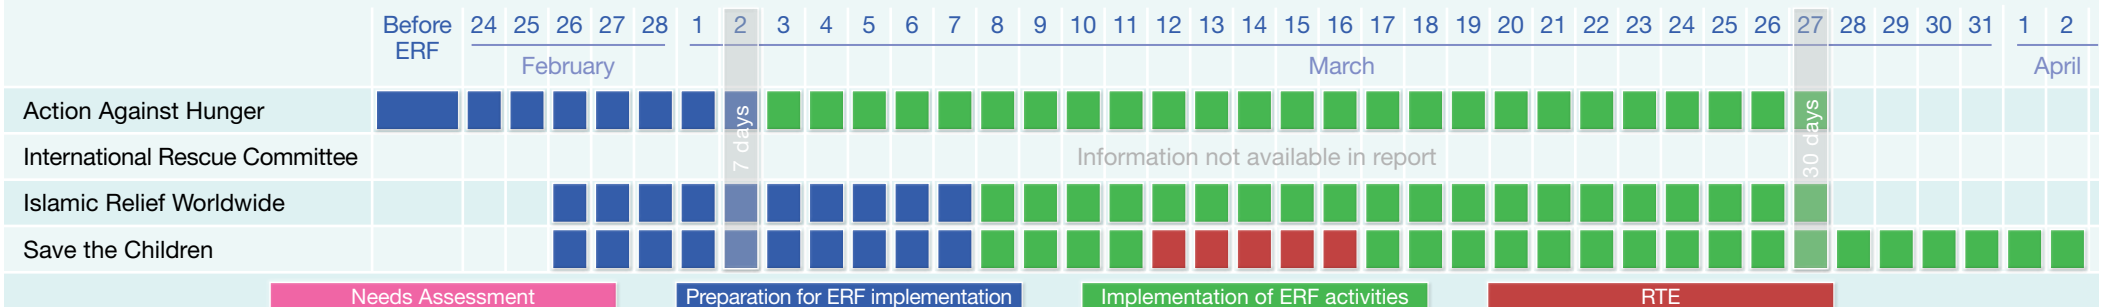 Before ERF 24 25 26 27 28 1 2 3 4 5 6 7 8 9 10 11 12 13 14 15 16 17 18 19 20 21 22 23 24 25 26 27 28 29 30 31 1 2
February March April
Action Against Hunger
7 days
30 days
International Rescue Committee Information not available in report
Islamic Relief Worldwide
Save the Children
Needs Assessment Preparation for ERF implementation Implementation of ERF activities RTE